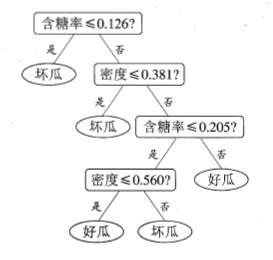 含糖率≤0.126?
是 否
坏瓜 密度≤0.381?
是 否
坏瓜 含糖率≤0.205?
是 否
密度≤0.560? 好瓜
是 否
好瓜 坏瓜